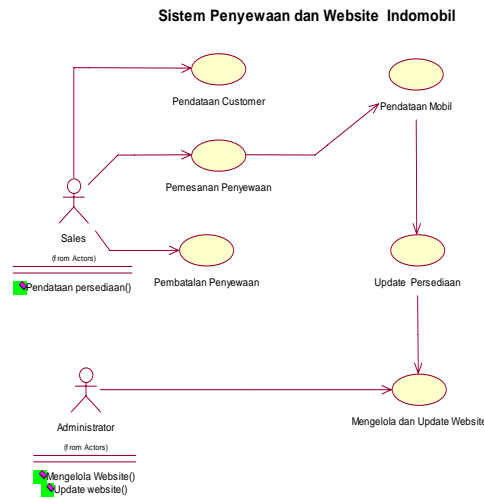 Sistem Penyewaan dan Website Indomobil
Pendataan Customer
Pendataan Mobil
Pemesanan Penyewaan
Sales
(from Actors)
Pendataan persediaan()
Pembatalan Penyewaan
Update Persediaan
Administrator
(from Actors)
Mengelola Website()
Update website()
Mengelola dan Update Website